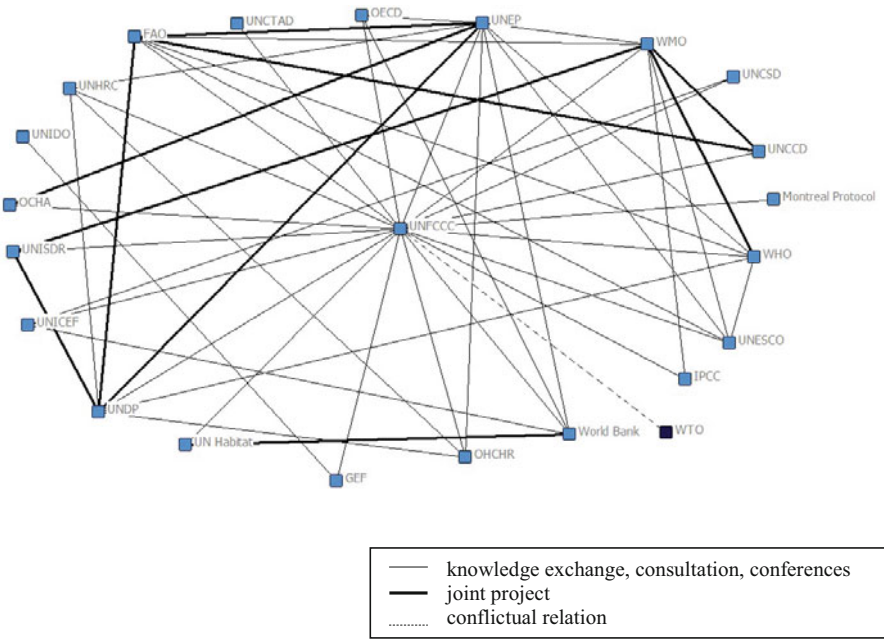 OECD
UNCTAD
UNEP
FAO
WMO
UNCSD
UNHRC
UNIDO
UNCCD
Montreal Protocol
OCHA
UNFCCC
UNISDR
WHO
UNICEF
UNESCO
IPCC
UNDP
World Bank
WTO
UN Habitat
OHCHR
GEF
knowledge exchange, consultation, conferences
joint project
conflictual relation